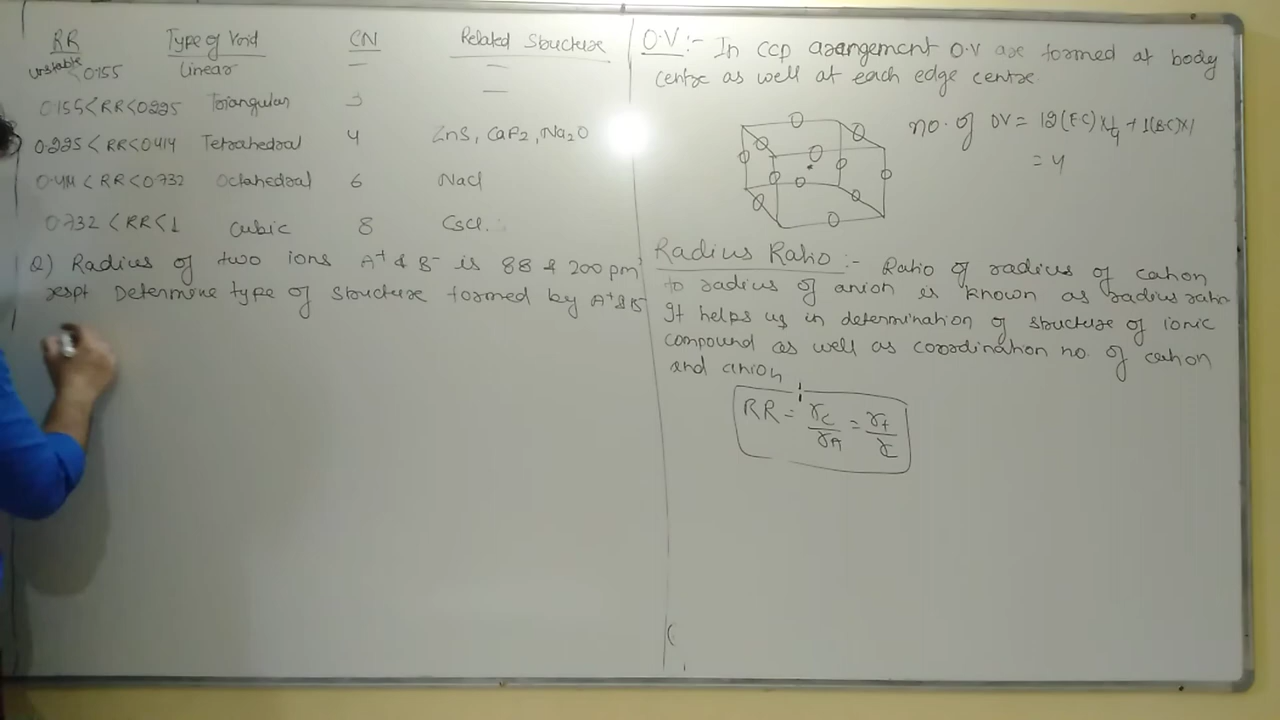 RR Type of Void CN Related Structure
unstable <0.155 Linear — —
0.155 < RR < 0.225 Triangular 3 —
0.225 < RR < 0.414 Tetrahedral 4 ZnS, CaF2, Na2O
0.414 < RR < 0.732 Octahedral 6 NaCl
0.732 < RR < 1 Cubic 8 CsCl.
Q) Radius of two ions A+ & B- is 88 & 200 pm
respt Determine type of structure formed by A+ & B-
O.V :- In CCP arangement O.V are formed at body
centre as well at each edge centre
no. of OV = 12(EC)x1/4 + 1(BC)x1
= 4
Radius Ratio :- Ratio of radius of cation
to radius of anion is known as radius ratio
It helps us in determination of structure of ionic
compound as well as coordination no. of cation
and anion
RR = rC/rA = r+/r-